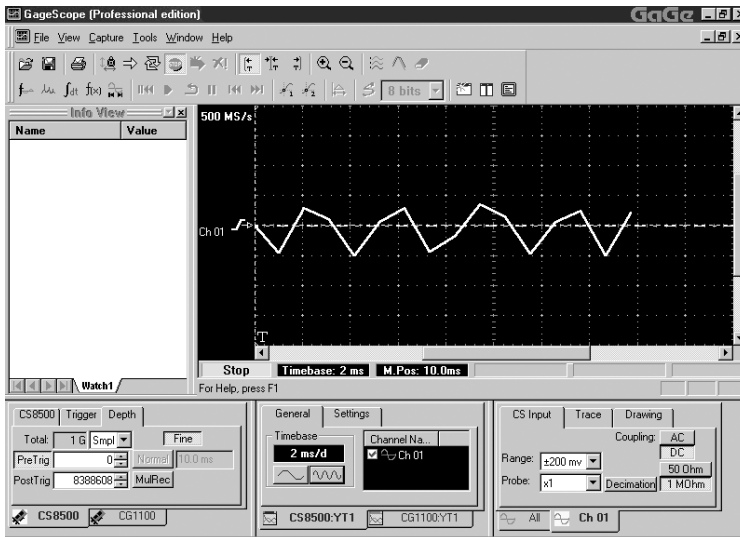 GageScope (Professional edition)
GaGe
File View Capture Tools Window Help
∫dt f(x) 8 bits
Info View
Name Value
500 MS/s
Ch 01
T
Stop Timebase: 2 ms M.Pos: 10.0ms
Watch1
For Help, press F1
CS8500 Trigger Depth
Total: 1 G Smpl Fine
PreTrig 0 Normal 10.0 ms
PostTrig 8388608 MulRec
CS8500 CG1100
General Settings
Timebase
2 ms/d
Channel Na...
Ch 01
CS8500:YT1 CG1100:YT1
CS Input Trace Drawing
Coupling: AC
DC
Range: ±200 mv
50 Ohm
Probe: x1 Decimation 1 MOhm
All Ch 01